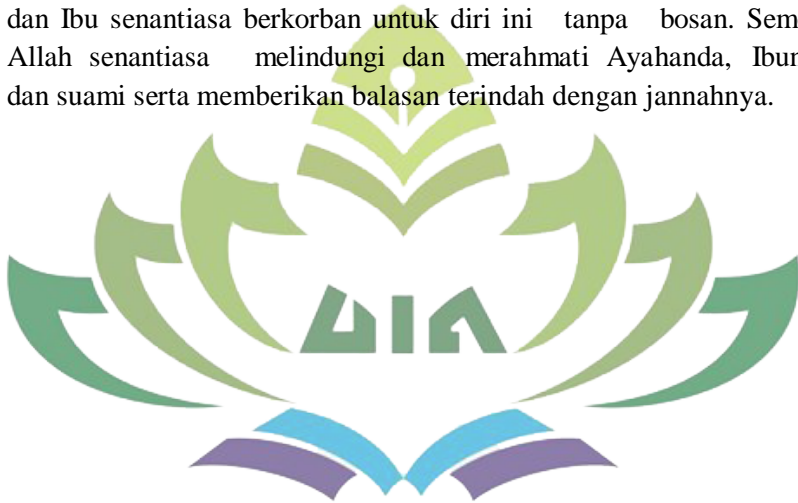 dan Ibu senantiasa berkorban untuk diri ini tanpa bosan. Sem
Allah senantiasa melindungi dan merahmati Ayahanda, Ibun
dan suami serta memberikan balasan terindah dengan jannahnya.